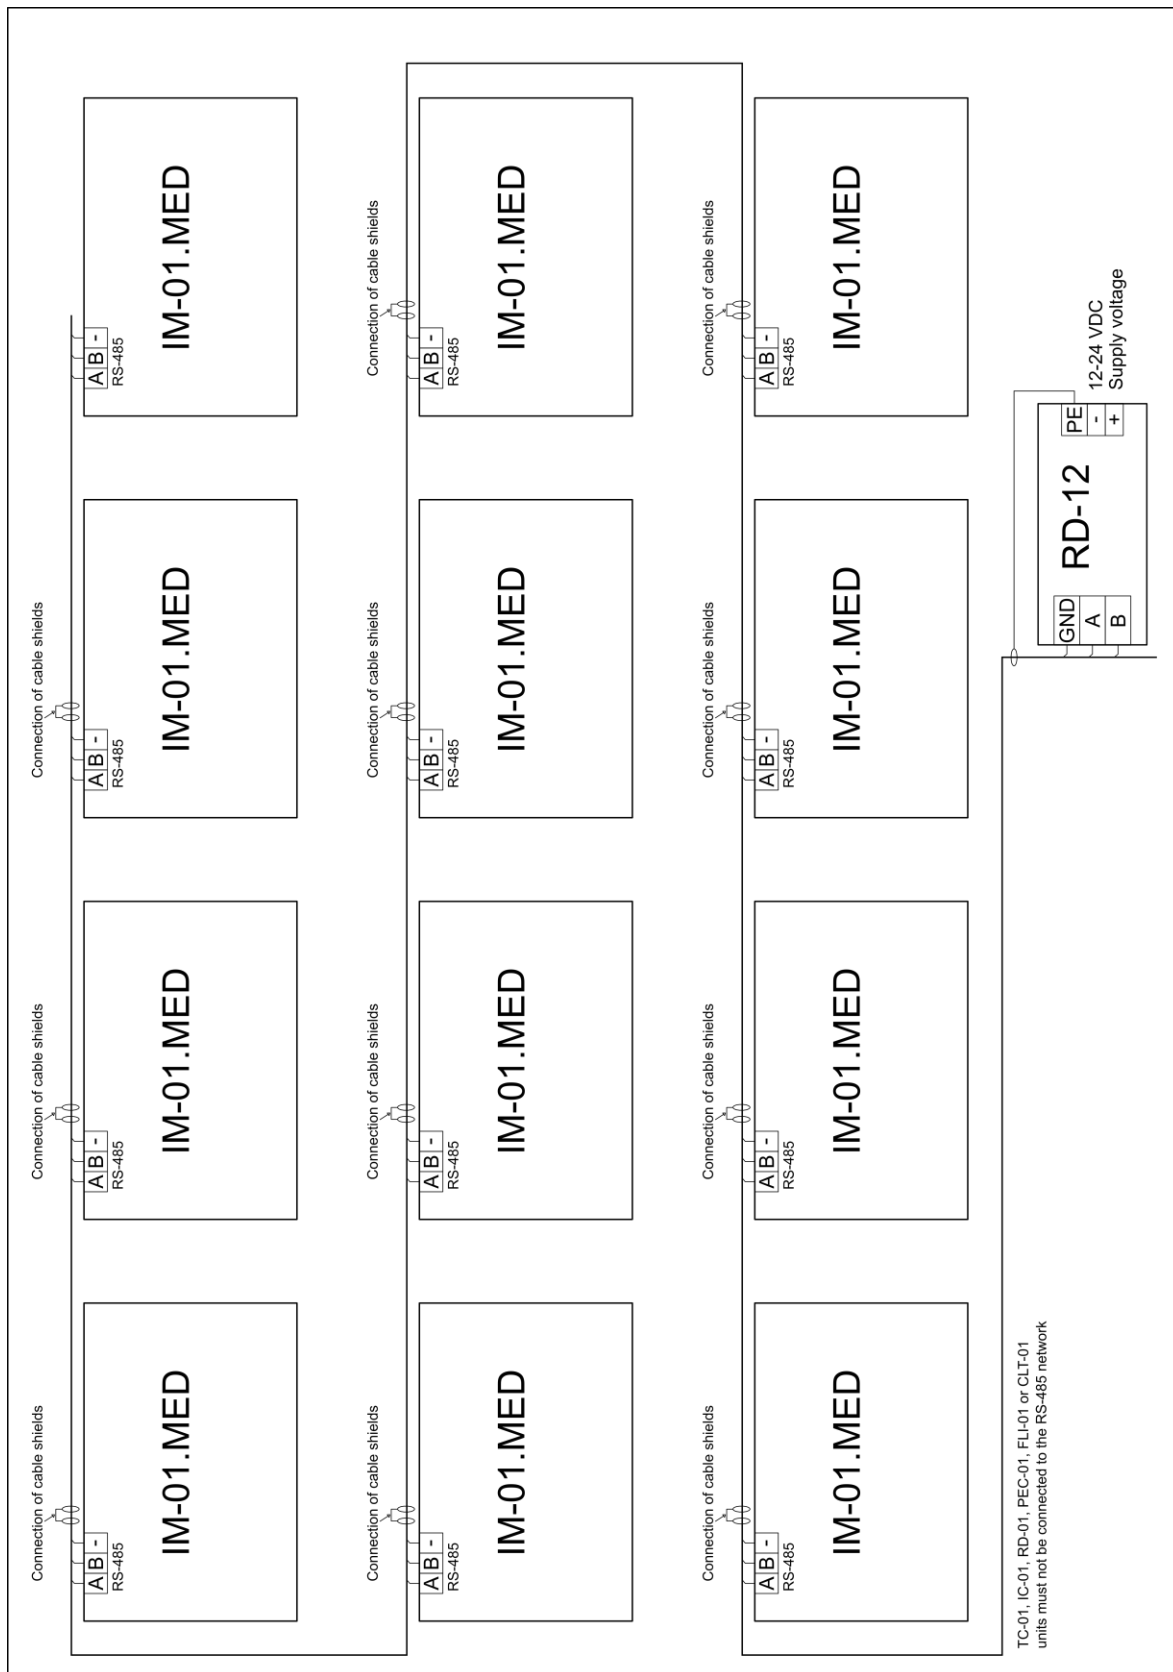 Connection of cable shields
A B -
RS-485
IM-01.MED
Connection of cable shields
A B -
RS-485
IM-01.MED
Connection of cable shields
A B -
RS-485
IM-01.MED
A B -
RS-485
IM-01.MED
Connection of cable shields
A B -
RS-485
IM-01.MED
Connection of cable shields
A B -
RS-485
IM-01.MED
Connection of cable shields
A B -
RS-485
IM-01.MED
Connection of cable shields
A B -
RS-485
IM-01.MED
Connection of cable shields
A B -
RS-485
IM-01.MED
Connection of cable shields
A B -
RS-485
IM-01.MED
Connection of cable shields
A B -
RS-485
IM-01.MED
Connection of cable shields
A B -
RS-485
IM-01.MED
TC-01, IC-01, RD-01, PEC-01, FLI-01 or CLT-01
units must not be connected to the RS-485 network
GND
A
B
RD-12
PE
-
+
12-24 VDC
Supply voltage